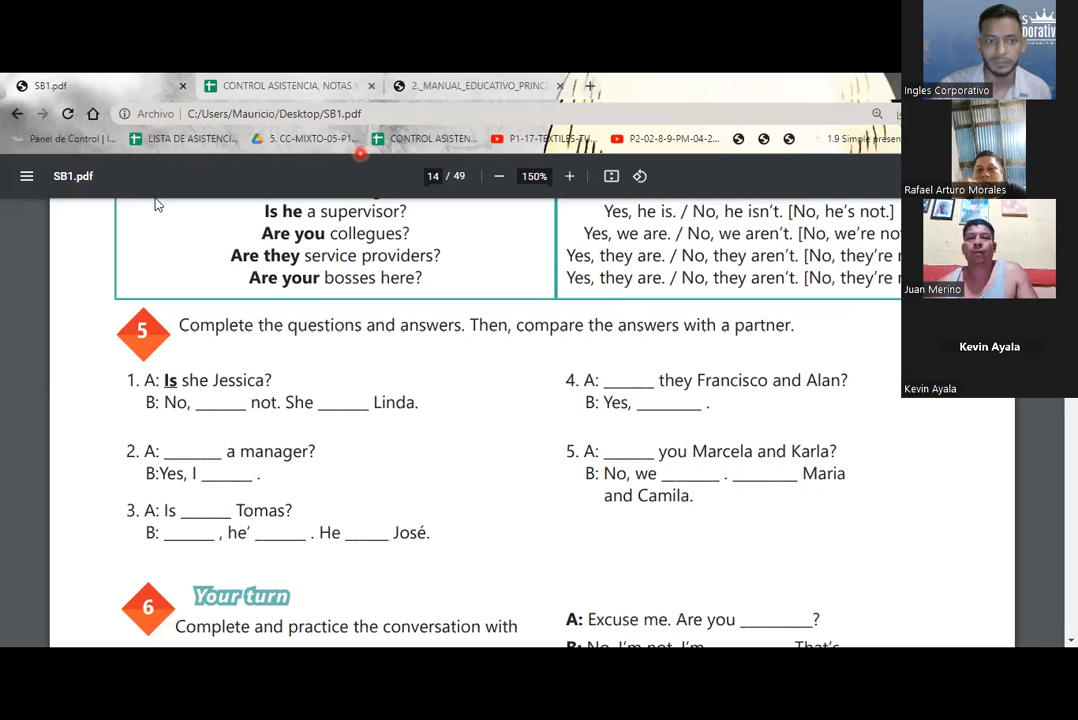 SB1.pdf
CONTROL ASISTENCIA, NOTAS Y
2._MANUAL_EDUCATIVO_PRINC
Archivo
C:/Users/Mauricio/Desktop/SB1.pdf
Panel de Control | I...
LISTA DE ASISTENCI...
5. CC-MIXTO-05-P1...
CONTROL ASISTEN...
P1-17-TEXTILES-TU...
P2-02-8-9-PM-04-2...
1.9 Simple presen
SB1.pdf
14 / 49
150%
Is he a supervisor?
Yes, he is. / No, he isn't. [No, he's not.]
Are you collegues?
Yes, we are. / No, we aren't. [No, we're no
Are they service providers?
Yes, they are. / No, they aren't. [No, they're
Are your bosses here?
Yes, they are. / No, they aren't. [No, they're
5
Complete the questions and answers. Then, compare the answers with a partner.
1. A: Is she Jessica?
B: No, ______ not. She ______ Linda.
2. A: _______ a manager?
B:Yes, I ______ .
3. A: Is ______ Tomas?
B: ______ , he' ______ . He _____ José.
4. A: ______ they Francisco and Alan?
B: Yes, ________ .
5. A: ______ you Marcela and Karla?
B: No, we _______ . ________ Maria
and Camila.
6
Your turn
Complete and practice the conversation with
A: Excuse me. Are you _________?
B: No, I'm not. I'm __________. That's
Ingles Corporativo
Rafael Arturo Morales
Juan Merino
Kevin Ayala
Kevin Ayala